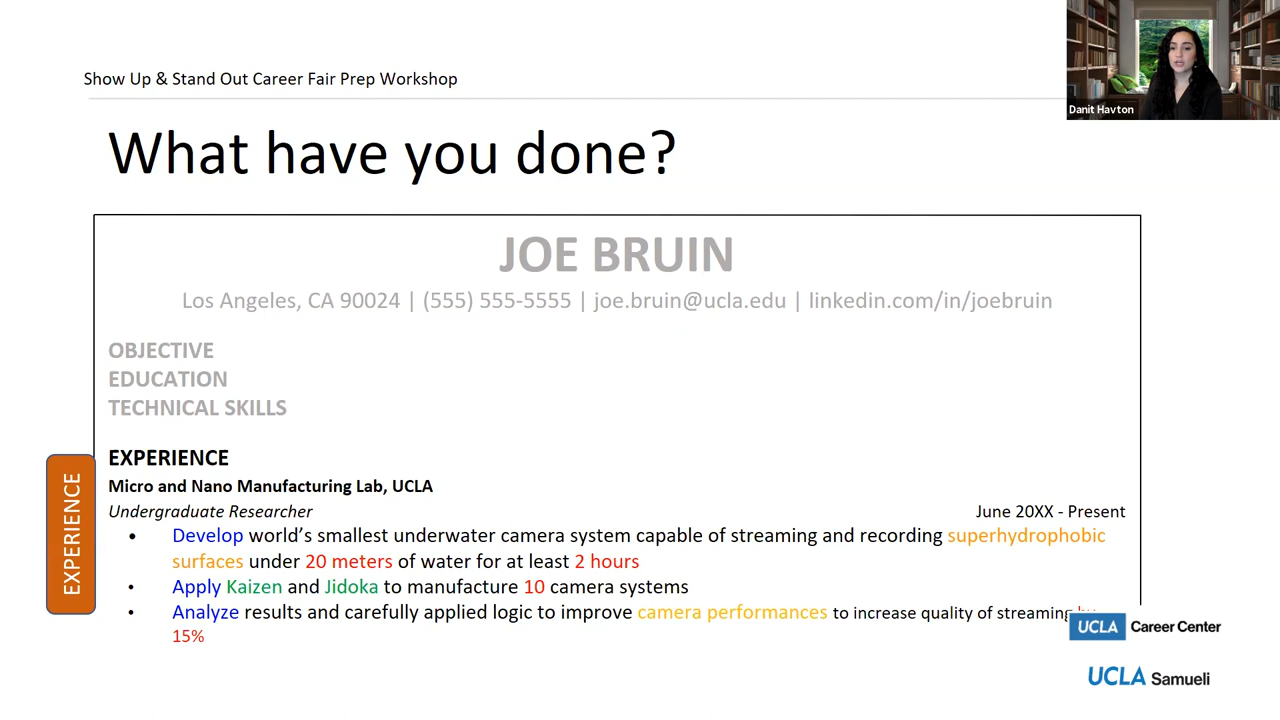 Show Up & Stand Out Career Fair Prep Workshop
Danit Havton
What have you done?
JOE BRUIN
Los Angeles, CA 90024 | (555) 555-5555 | joe.bruin@ucla.edu | linkedin.com/in/joebruin
OBJECTIVE
EDUCATION
TECHNICAL SKILLS
EXPERIENCE
EXPERIENCE
Micro and Nano Manufacturing Lab, UCLA
Undergraduate Researcher June 20XX - Present
• Develop world's smallest underwater camera system capable of streaming and recording superhydrophobic
surfaces under 20 meters of water for at least 2 hours
• Apply Kaizen and Jidoka to manufacture 10 camera systems
• Analyze results and carefully applied logic to improve camera performances to increase quality of streaming
15%
UCLA Career Center
UCLA Samueli